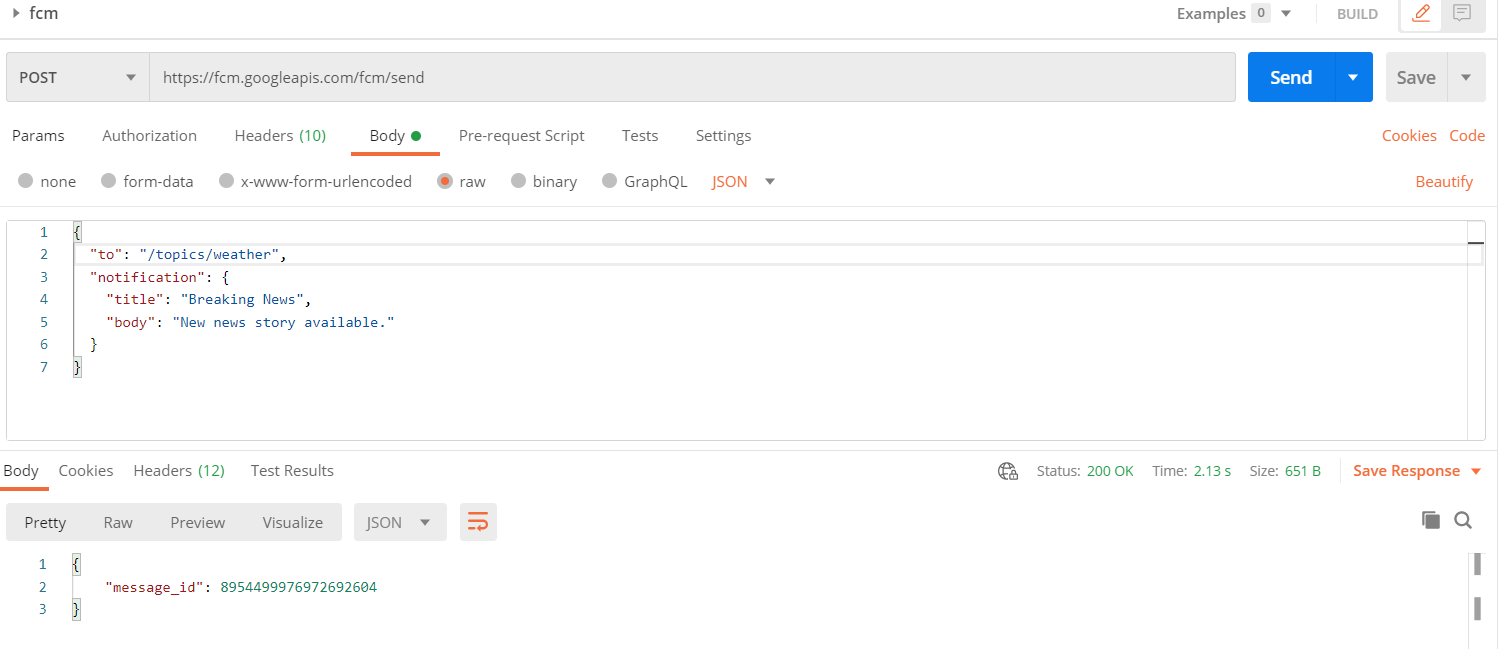 fcm Examples 0 BUILD
POST https://fcm.googleapis.com/fcm/send Send Save
Params Authorization Headers (10) Body Pre-request Script Tests Settings Cookies Code
none form-data x-www-form-urlencoded raw binary GraphQL JSON Beautify
1 {
2 "to": "/topics/weather",
3 "notification": {
4 "title": "Breaking News",
5 "body": "New news story available."
6 }
7 }
Body Cookies Headers (12) Test Results Status: 200 OK Time: 2.13 s Size: 651 B Save Response
Pretty Raw Preview Visualize JSON
1 {
2 "message_id": 8954499976972692604
3 }